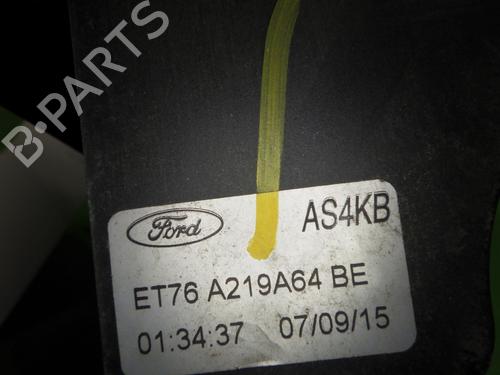 B-PARTS
Ford AS4KB
ET76 A219A64 BE
01:34:37 07/09/15